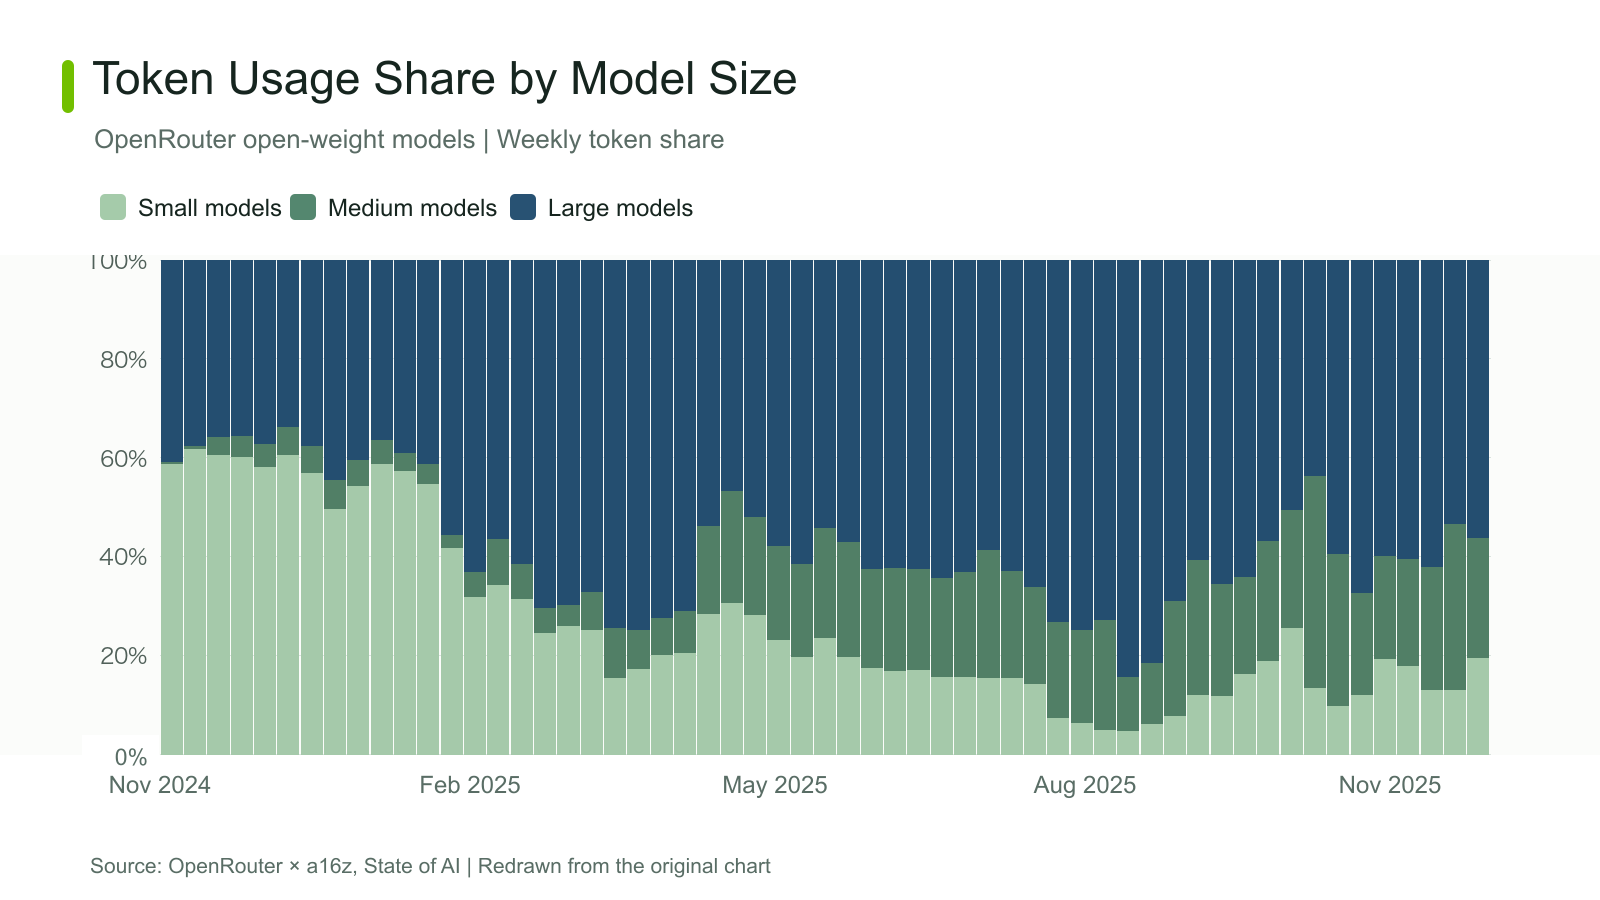 Token Usage Share by Model Size
OpenRouter open-weight models | Weekly token share
Small models Medium models Large models
100%
80%
60%
40%
20%
0%
Nov 2024 Feb 2025 May 2025 Aug 2025 Nov 2025
Source: OpenRouter × a16z, State of AI | Redrawn from the original chart